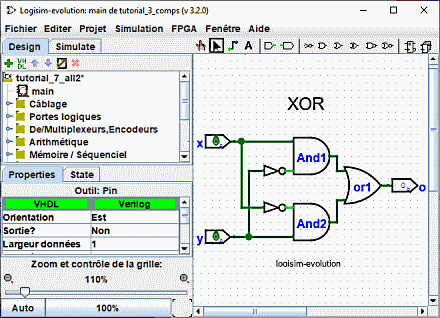 Logisim-evolution: main de tutorial_3_comps (v 3.2.0)
Fichier Editer Projet Simulation FPGA Fenêtre Aide
Design Simulate
VH
DL
A
tutorial_7_all2*
main
Câblage
Portes logiques
De/Multiplexeurs,Encodeurs
Arithmétique
Mémoire / Séquenciel
Properties State
Outil: Pin
VHDL Verilog
Orientation Est
Sortie? Non
Largeur données 1
Zoom et contrôle de la grille:
110%
Auto 100%
XOR
x 0
And1
or1 0 o
And2
y 0
looisim-evolution